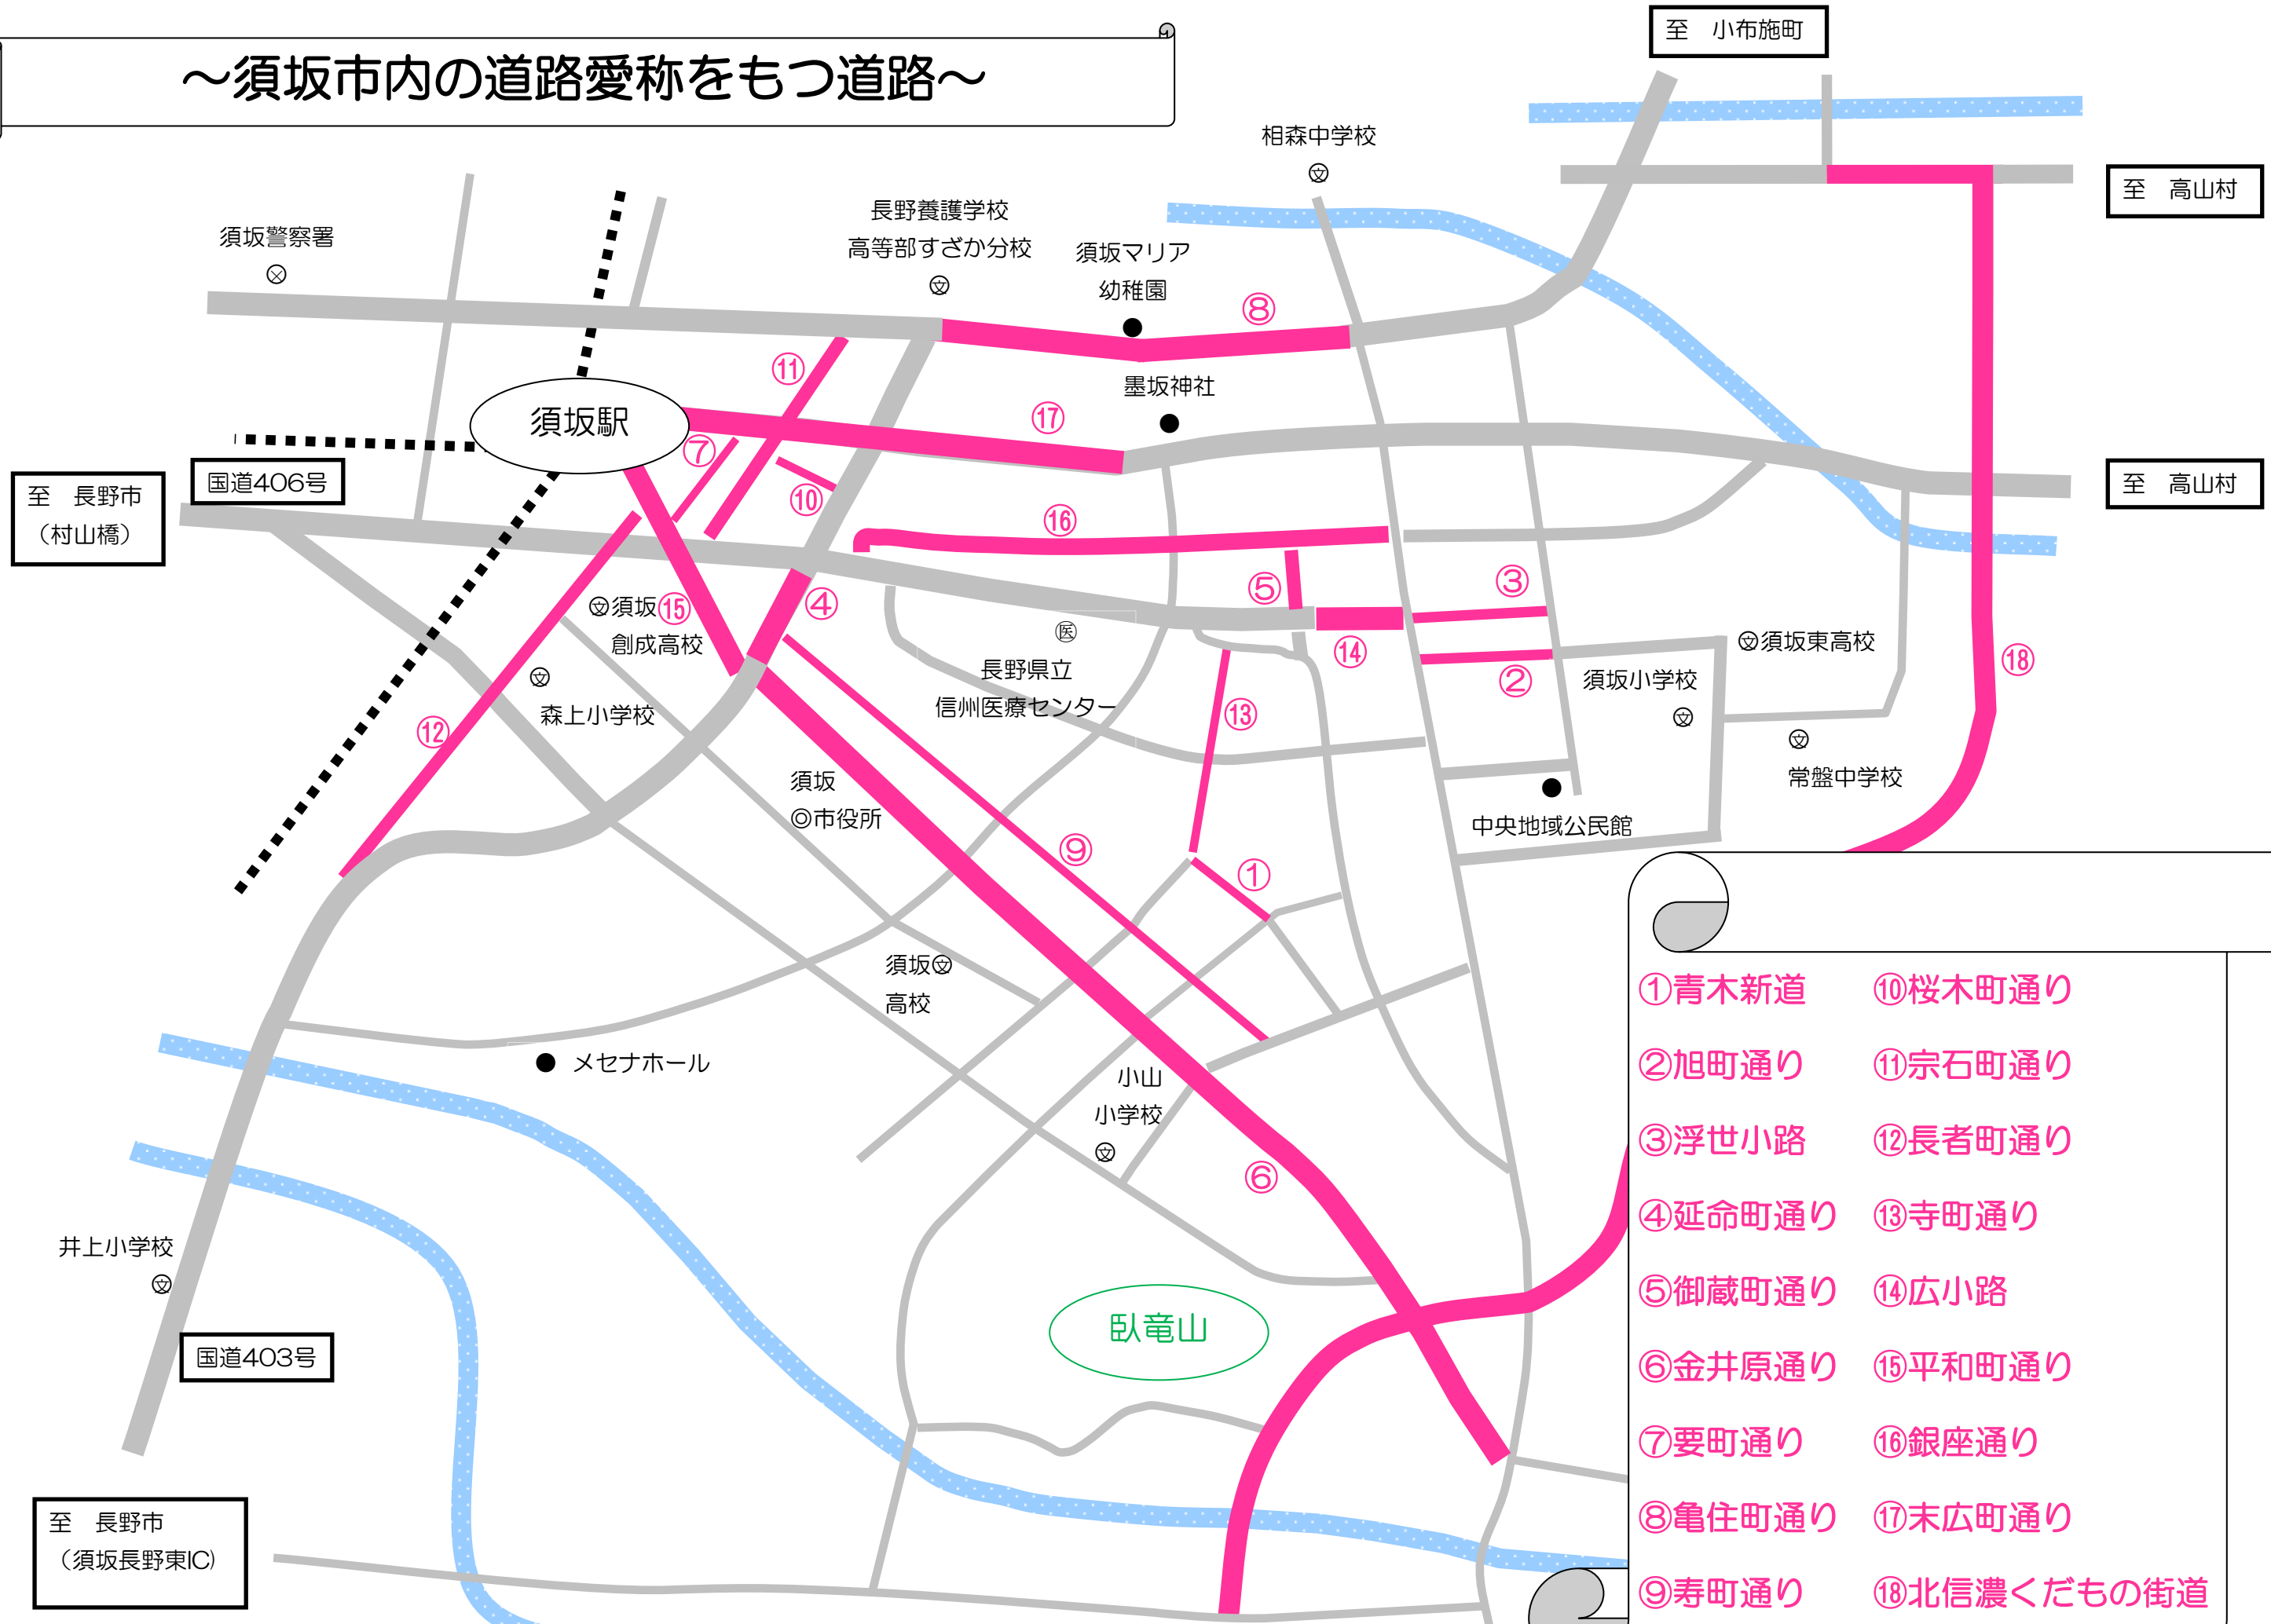 ～須坂市内の道路愛称をもつ道路～
至　小布施町
相森中学校
文
至　高山村
長野養護学校
高等部すざか分校
文
須坂警察署
須坂マリア
幼稚園
⑧
⑪
墨坂神社
須坂駅
⑰
⑦
国道406号
至　長野市
（村山橋）
⑩
至　高山村
⑯
⑤
③
④
文須坂⑮
創成高校
医
長野県立
信州医療センター
⑭
文須坂東高校
⑱
②
須坂小学校
文
文
森上小学校
⑫
⑬
文
常盤中学校
須坂
◎市役所
中央地域公民館
⑨
①
須坂文
高校
メセナホール
小山
小学校
文
⑥
井上小学校
文
臥竜山
国道403号
至　長野市
（須坂長野東IC）
①青木新道
②旭町通り
③浮世小路
④延命町通り
⑤御蔵町通り
⑥金井原通り
⑦要町通り
⑧亀住町通り
⑨寿町通り
⑩桜木町通り
⑪宗石町通り
⑫長者町通り
⑬寺町通り
⑭広小路
⑮平和町通り
⑯銀座通り
⑰末広町通り
⑱北信濃くだもの街道